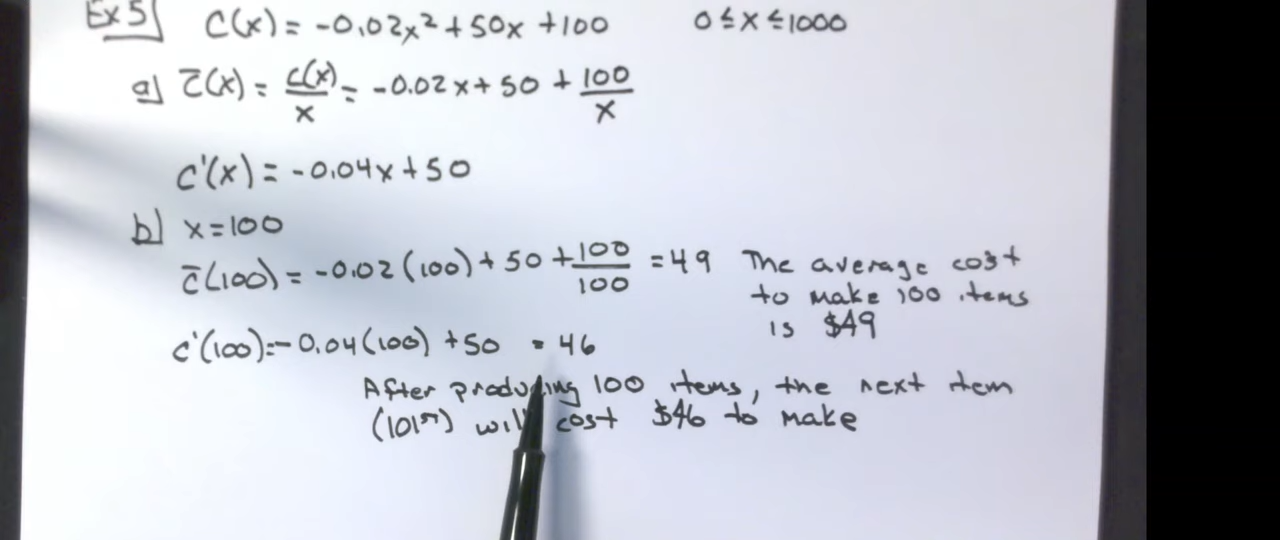 Ex 5 C(x) = -0.02x² + 50x + 100 0 ≤ x ≤ 1000
a) C̄(x) = C(x)/x = -0.02x + 50 + 100/x
C'(x) = -0.04x + 50
b) x = 100
C̄(100) = -0.02(100) + 50 + 100/100 = 49 The average cost
to make 100 items
is $49
C'(100) = -0.04(100) + 50 = 46
After producing 100 items, the next item
(101st) will cost $46 to make